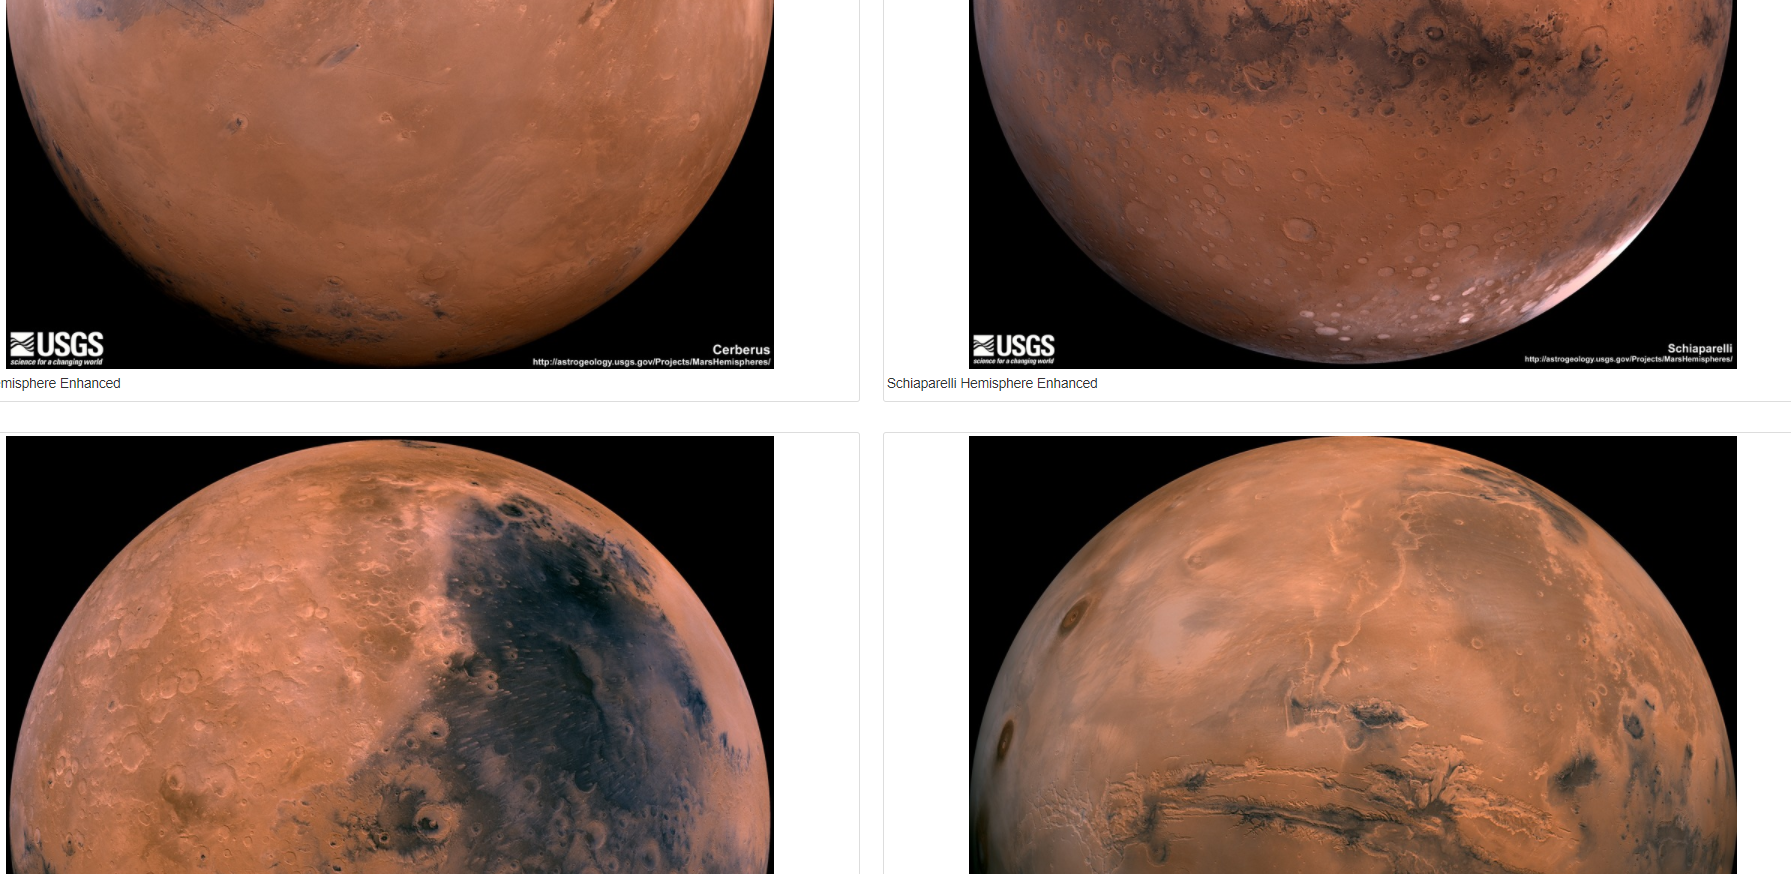 USGS
science for a changing world
Cerberus
http://astrogeology.usgs.gov/Projects/MarsHemispheres/
misphere Enhanced
USGS
science for a changing world
Schiaparelli
http://astrogeology.usgs.gov/Projects/MarsHemispheres/
Schiaparelli Hemisphere Enhanced